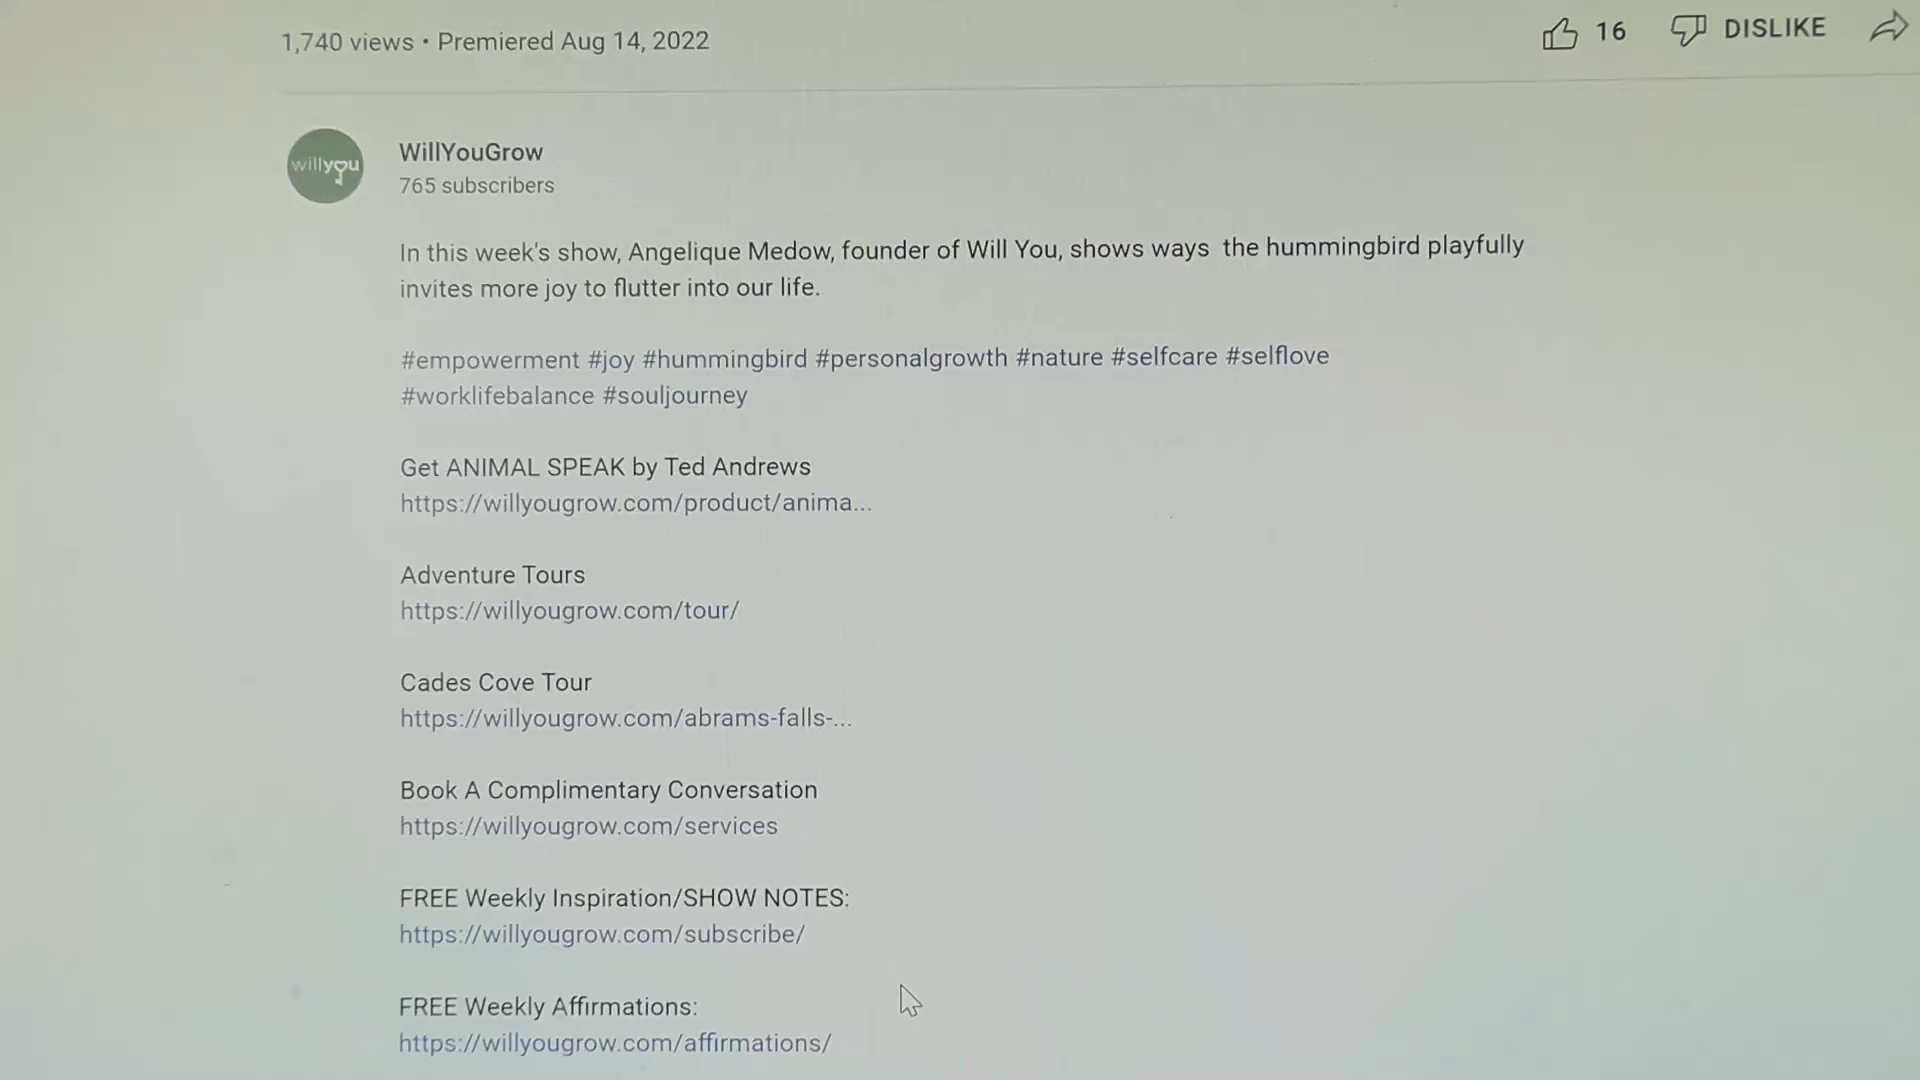 1,740 views • Premiered Aug 14, 2022
16 DISLIKE
willyou
WillYouGrow
765 subscribers
In this week's show, Angelique Medow, founder of Will You, shows ways the hummingbird playfully
invites more joy to flutter into our life.
#empowerment #joy #hummingbird #personalgrowth #nature #selfcare #selflove
#worklifebalance #souljourney
Get ANIMAL SPEAK by Ted Andrews
https://willyougrow.com/product/anima...
Adventure Tours
https://willyougrow.com/tour/
Cades Cove Tour
https://willyougrow.com/abrams-falls-...
Book A Complimentary Conversation
https://willyougrow.com/services
FREE Weekly Inspiration/SHOW NOTES:
https://willyougrow.com/subscribe/
FREE Weekly Affirmations:
https://willyougrow.com/affirmations/